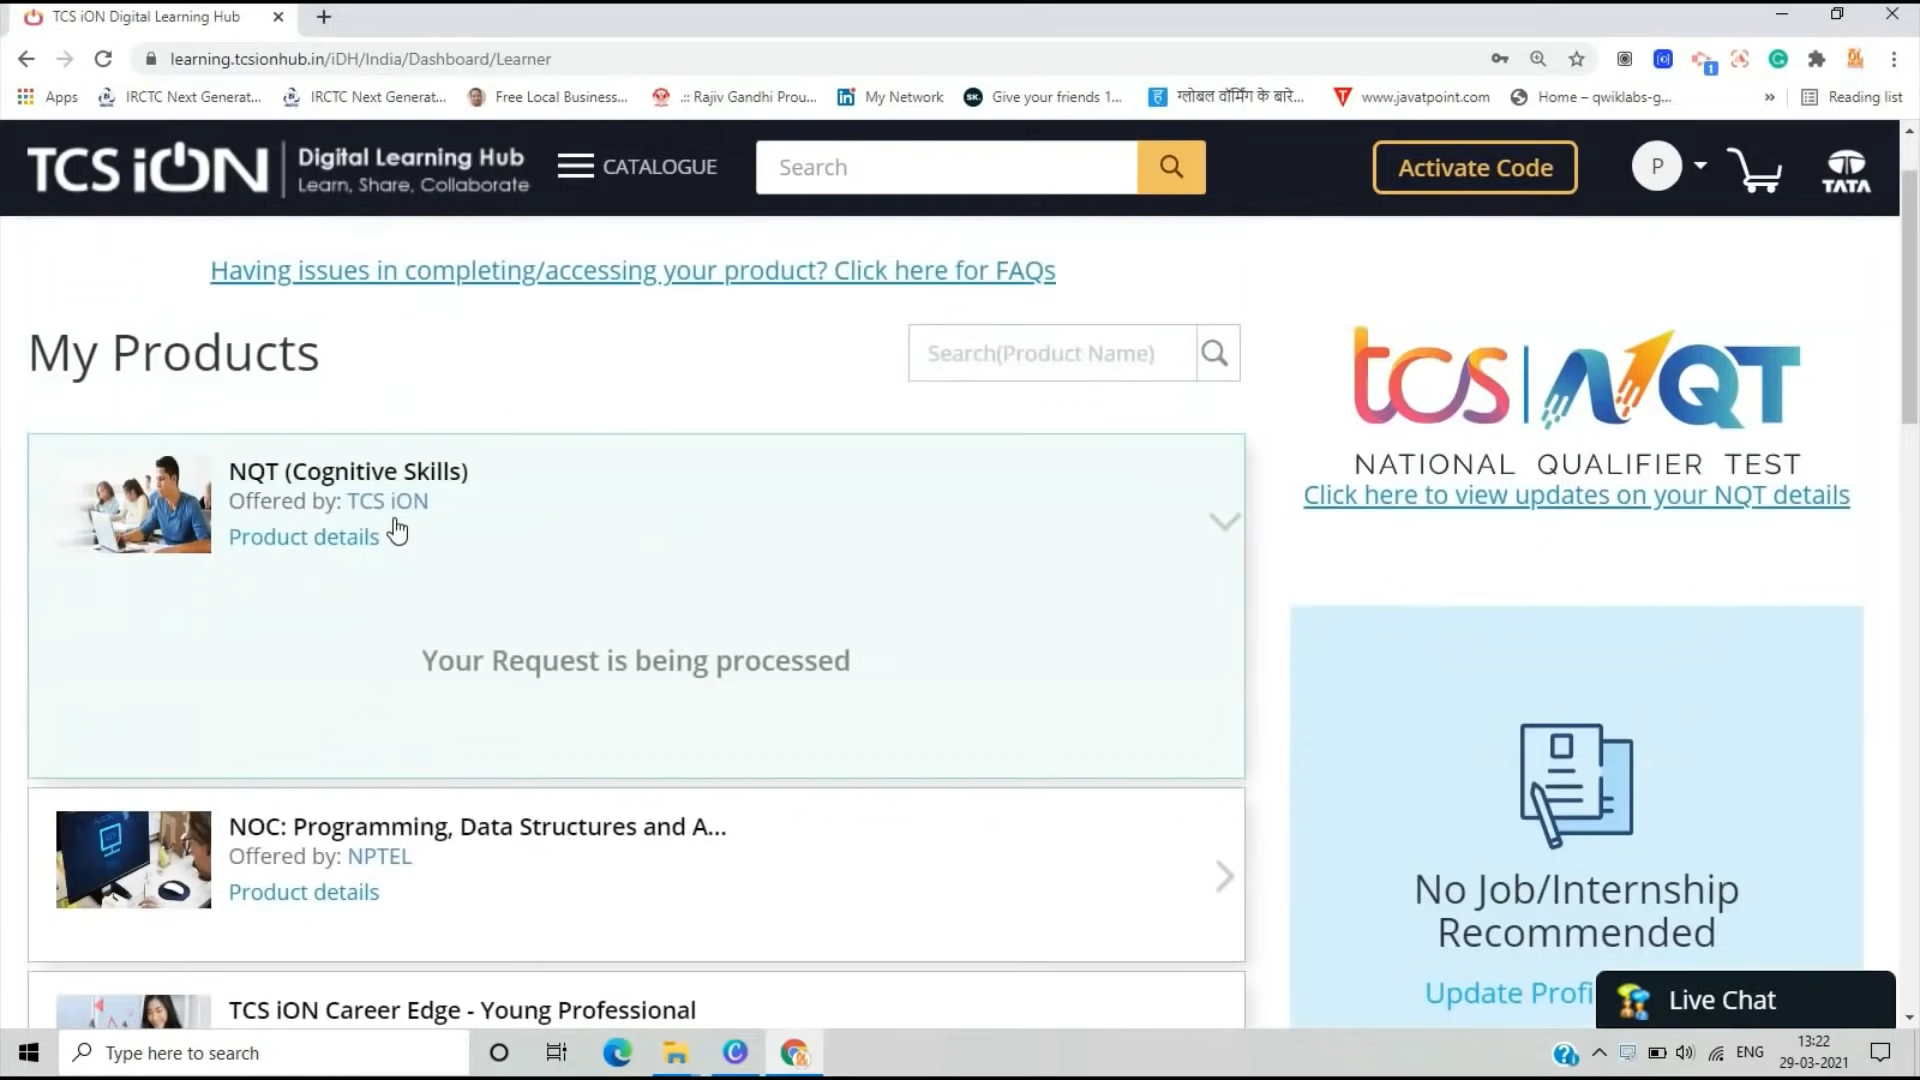 TCS iON Digital Learning Hub
learning.tcsionhub.in/iDH/India/Dashboard/Learner
Apps IRCTC Next Generat... IRCTC Next Generat... Free Local Business... .:: Rajiv Gandhi Prou... in My Network SK. Give your friends 1... ह ग्लोबल वॉर्मिंग के बारे... www.javatpoint.com Home – qwiklabs-g... » Reading list
TCS iON Digital Learning Hub
Learn, Share, Collaborate
CATALOGUE
Search
Activate Code
P
TATA
Having issues in completing/accessing your product? Click here for FAQs
My Products
Search(Product Name)
NQT (Cognitive Skills)
Offered by: TCS iON
Product details
Your Request is being processed
NOC: Programming, Data Structures and A...
Offered by: NPTEL
Product details
TCS iON Career Edge - Young Professional
tcs | NQT
NATIONAL QUALIFIER TEST
Click here to view updates on your NQT details
No Job/Internship
Recommended
Update Profi
Live Chat
Type here to search
ENG
13:22
29-03-2021